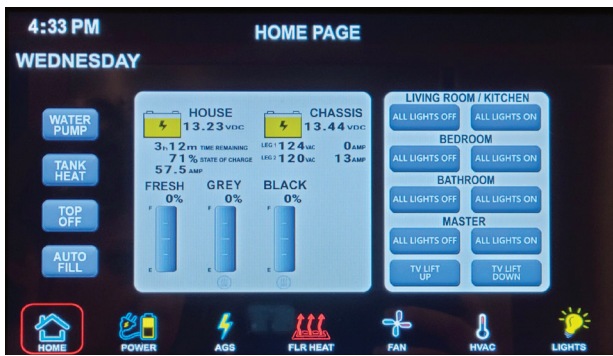 4:33 PM
HOME PAGE
WEDNESDAY
WATER
PUMP
TANK
HEAT
TOP
OFF
AUTO
FILL
HOUSE
13.23 VDC
CHASSIS
13.44 VDC
3h12m TIME REMAINING
71% STATE OF CHARGE
57.5 AMP
LEG 1 124 VAC 0 AMP
LEG 2 120 VAC 13 AMP
FRESH GREY BLACK
0% 0% 0%
F F F
E E E
LIVING ROOM / KITCHEN
ALL LIGHTS OFF ALL LIGHTS ON
BEDROOM
ALL LIGHTS OFF ALL LIGHTS ON
BATHROOM
ALL LIGHTS OFF ALL LIGHTS ON
MASTER
ALL LIGHTS OFF ALL LIGHTS ON
TV LIFT
UP
TV LIFT
DOWN
HOME POWER AGS FLR HEAT FAN HVAC LIGHTS